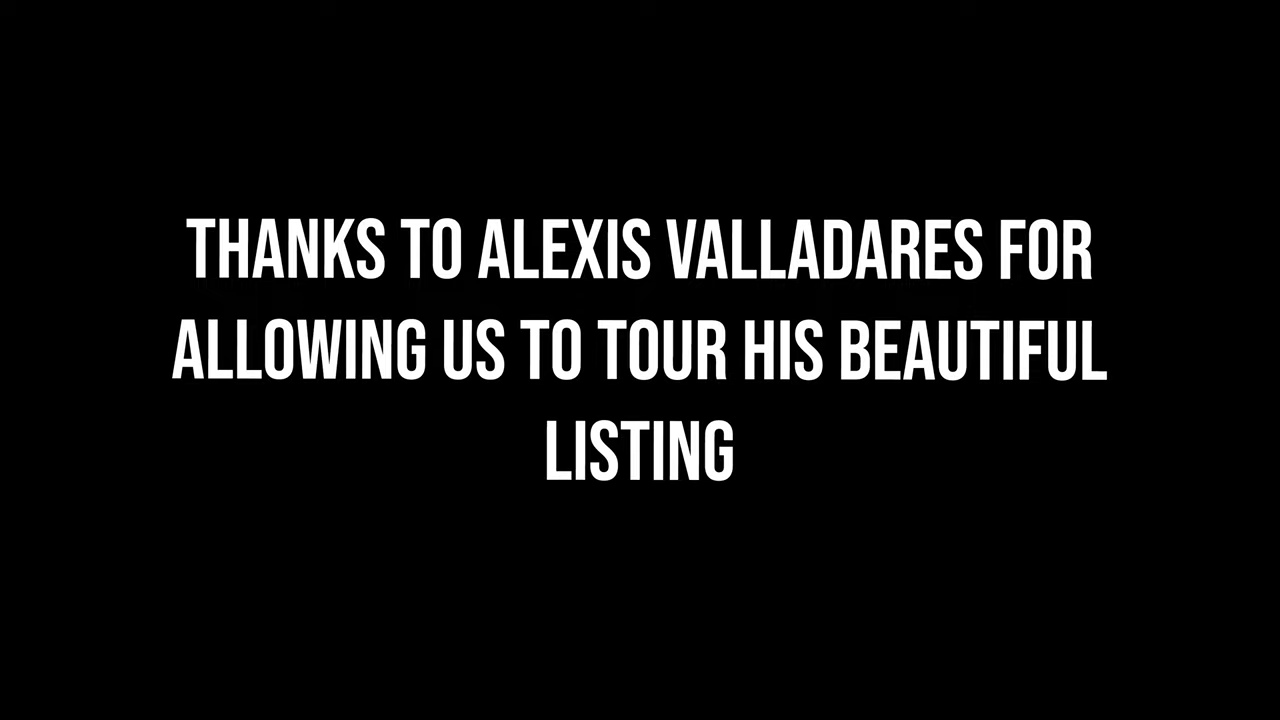 THANKS TO ALEXIS VALLADARES FOR
ALLOWING US TO TOUR HIS BEAUTIFUL
LISTING